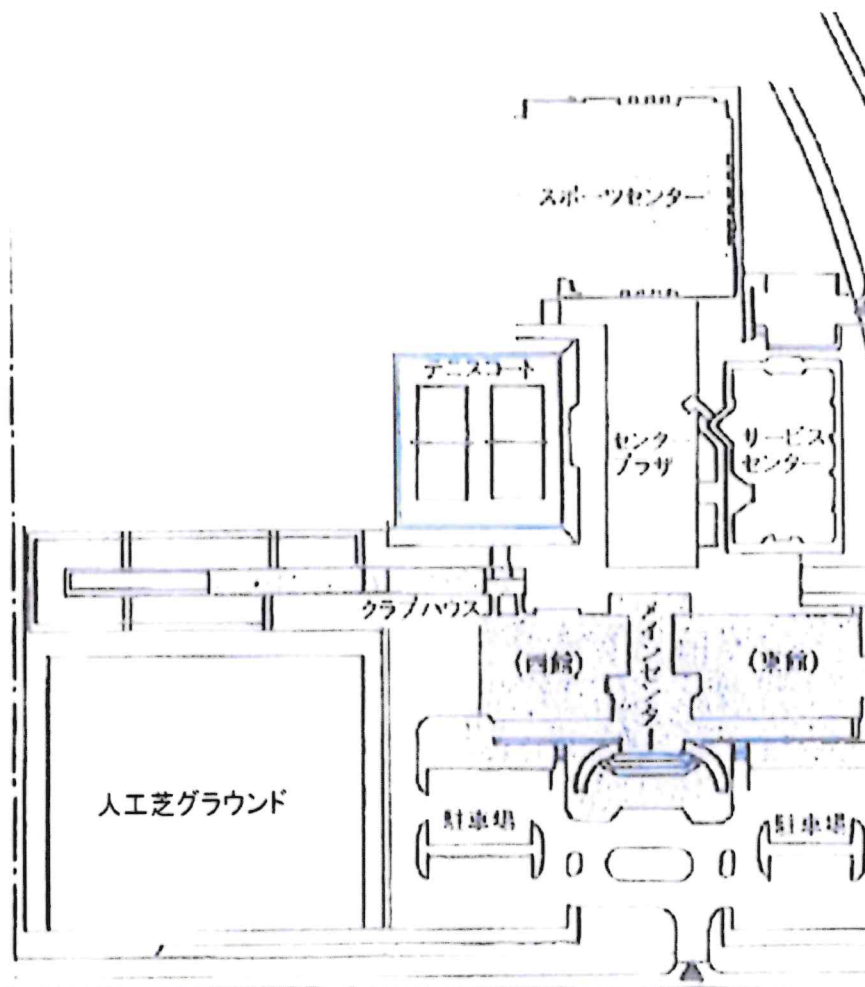 スポーツセンター
テニスコート
センター
プラザ
サービス
センター
クラブハウス
(西館)
メインセンター
(東館)
人工芝グラウンド
駐車場
駐車場